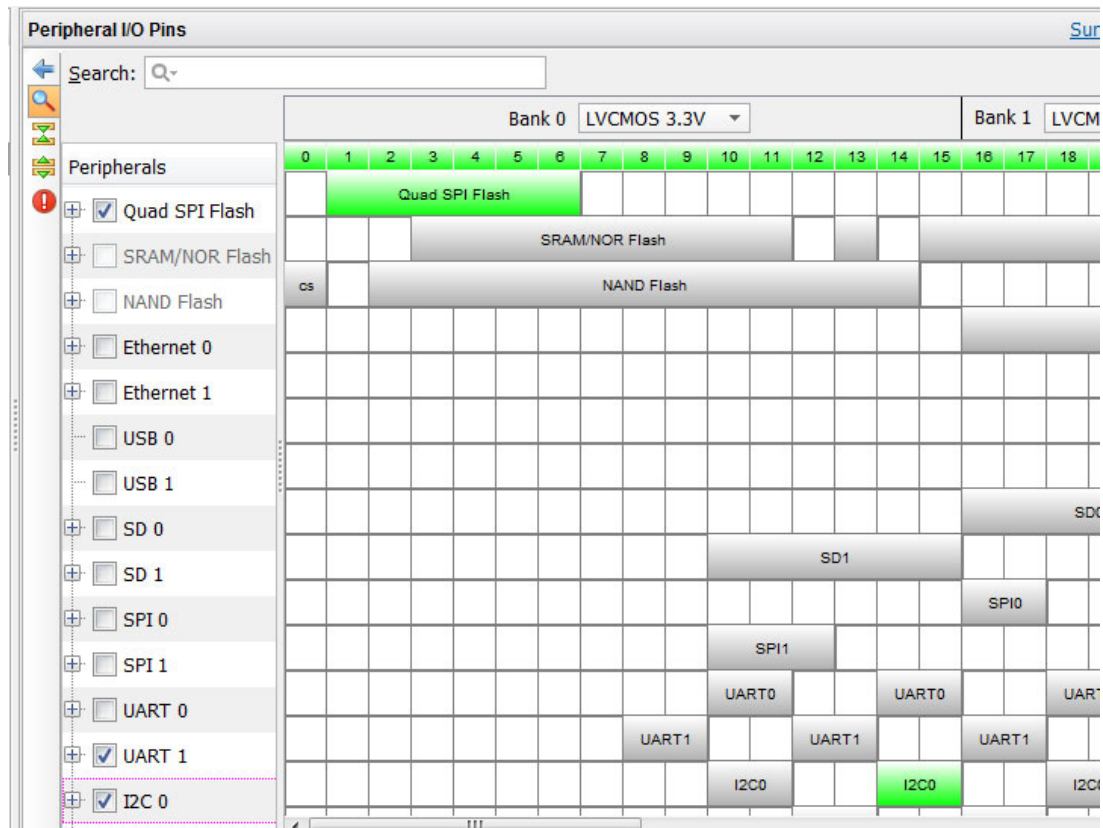 Peripheral I/O Pins Sur
Search:
Bank 0 LVCMOS 3.3V Bank 1 LVCM
Peripherals 0 1 2 3 4 5 6 7 8 9 10 11 12 13 14 15 16 17 18
Quad SPI Flash Quad SPI Flash
SRAM/NOR Flash SRAM/NOR Flash
NAND Flash cs NAND Flash
Ethernet 0
Ethernet 1
USB 0
USB 1
SD 0 SD0
SD 1 SD1
SPI 0 SPI0
SPI 1 SPI1
UART 0 UART0 UART0 UART
UART 1 UART1 UART1 UART1
I2C 0 I2C0 I2C0 I2C0